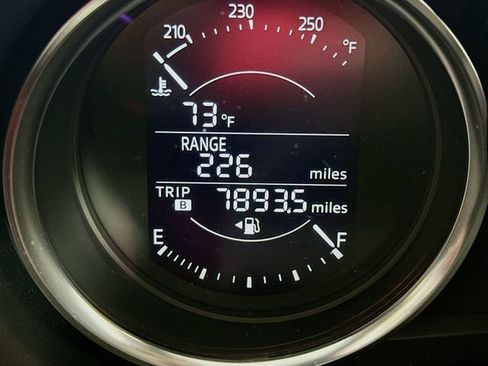 210 230 250 °F
73 °F
RANGE
226 miles
TRIP B 7893.5 miles
E F